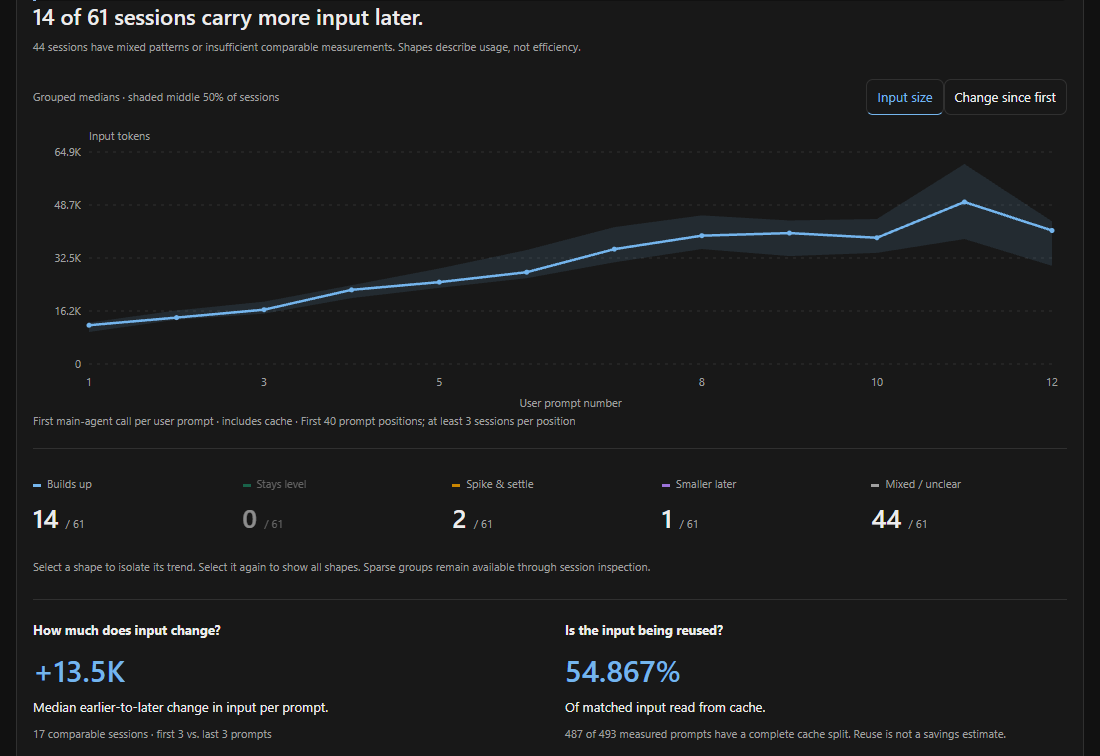 14 of 61 sessions carry more input later.
44 sessions have mixed patterns or insufficient comparable measurements. Shapes describe usage, not efficiency.
Grouped medians · shaded middle 50% of sessions
Input size
Change since first
Input tokens
64.9K
48.7K
32.5K
16.2K
0
1
3
5
8
10
12
User prompt number
First main-agent call per user prompt · includes cache · First 40 prompt positions; at least 3 sessions per position
Builds up
14 / 61
Stays level
0 / 61
Spike & settle
2 / 61
Smaller later
1 / 61
Mixed / unclear
44 / 61
Select a shape to isolate its trend. Select it again to show all shapes. Sparse groups remain available through session inspection.
How much does input change?
+13.5K
Median earlier-to-later change in input per prompt.
17 comparable sessions · first 3 vs. last 3 prompts
Is the input being reused?
54.867%
Of matched input read from cache.
487 of 493 measured prompts have a complete cache split. Reuse is not a savings estimate.